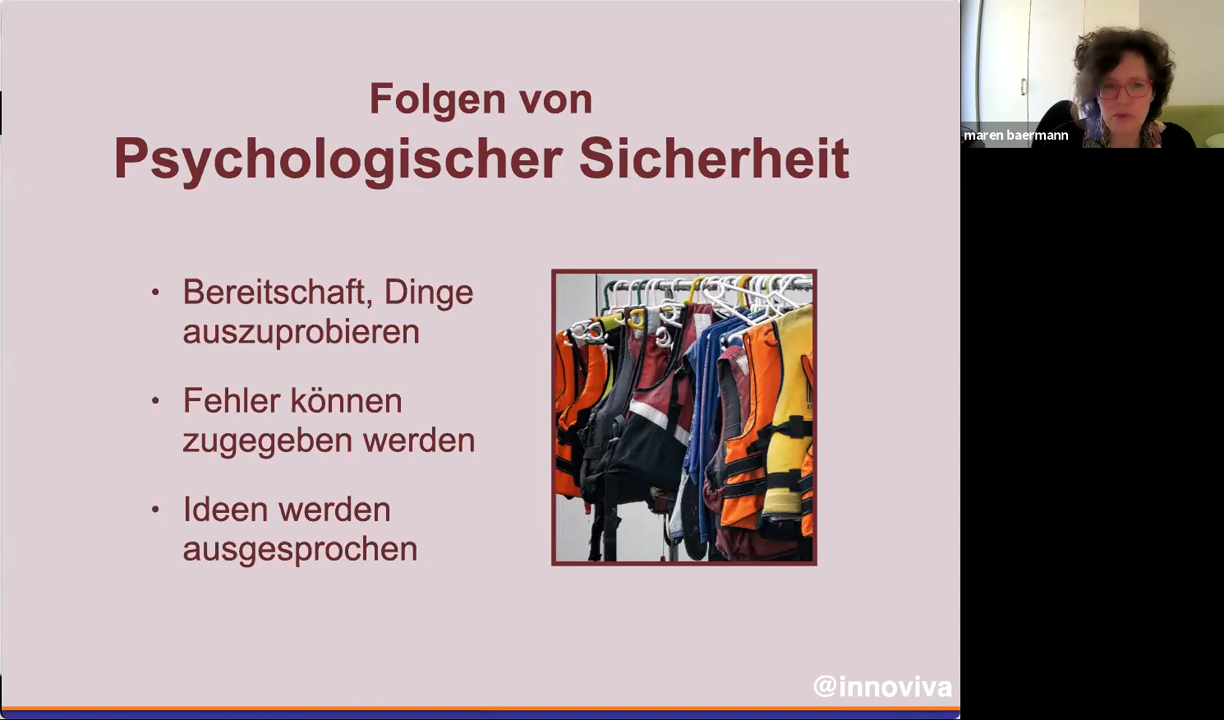 Folgen von
Psychologischer Sicherheit
• Bereitschaft, Dinge
auszuprobieren
• Fehler können
zugegeben werden
• Ideen werden
ausgesprochen
@innoviva
maren baermann